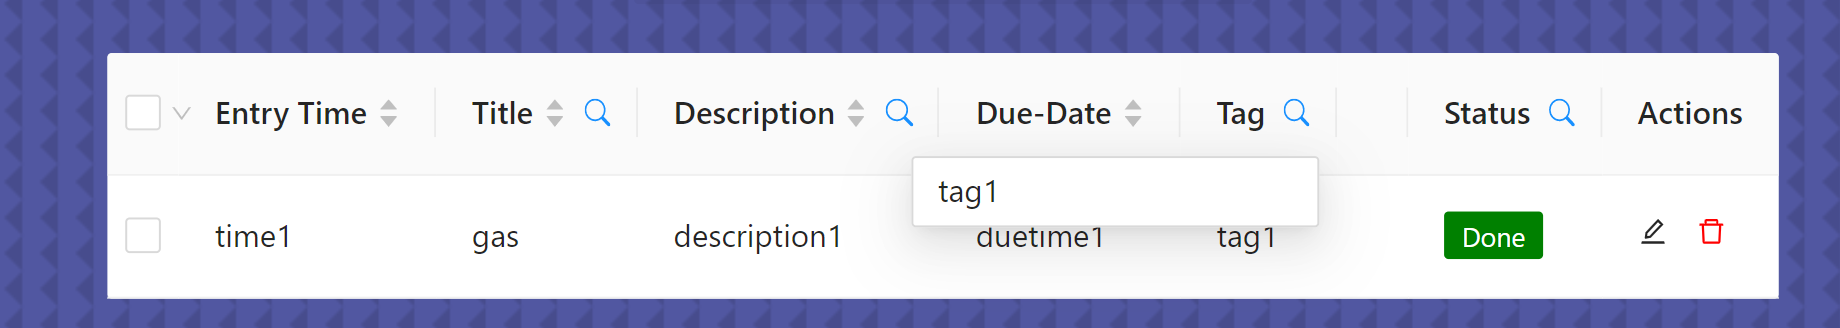 Entry Time Title Description Due-Date Tag Status Actions
tag1
time1 gas description1 duetime1 tag1 Done